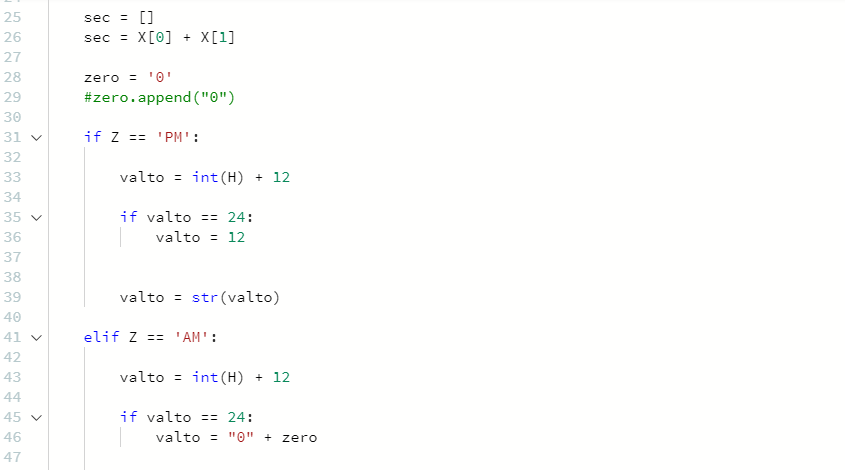 25 sec = []
26 sec = X[0] + X[1]
27
28 zero = '0'
29 #zero.append("0")
30
31 if Z == 'PM':
32
33 valto = int(H) + 12
34
35 if valto == 24:
36 valto = 12
37
38
39 valto = str(valto)
40
41 elif Z == 'AM':
42
43 valto = int(H) + 12
44
45 if valto == 24:
46 valto = "0" + zero
47